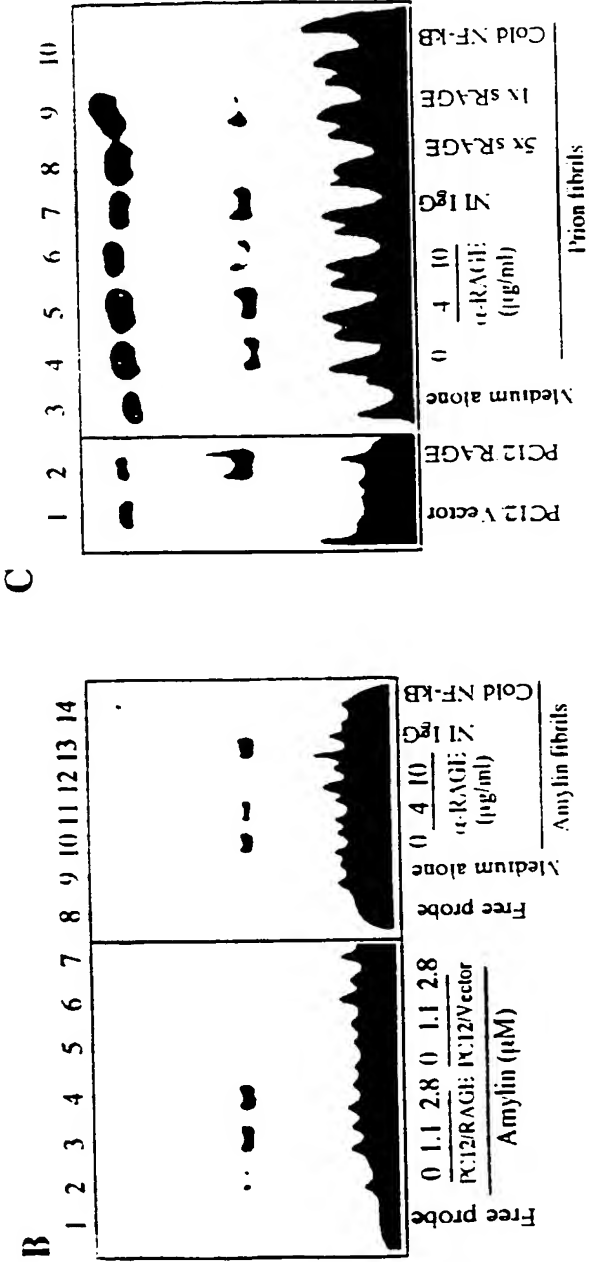 B
1 2 3 4 5 6 7 8 9 10 11 12 13 14
Free probe
0 1.1 2.8 0 1.1 2.8
PC12/RAGE PC12/Vector
Amylin (μM)
Free probe
Medium alone
0 4 10
α-RAGE
(μg/ml)
NI IgG
Cold NF-kB
Amylin fibrils
C
1 2 3 4 5 6 7 8 9 10
PC12 Vector
PC12 RAGE
Medium alone
0 4 10
α-RAGE
(μg/ml)
NI IgG
5x sRAGE
1x sRAGE
Cold NF-kB
Prion fibrils